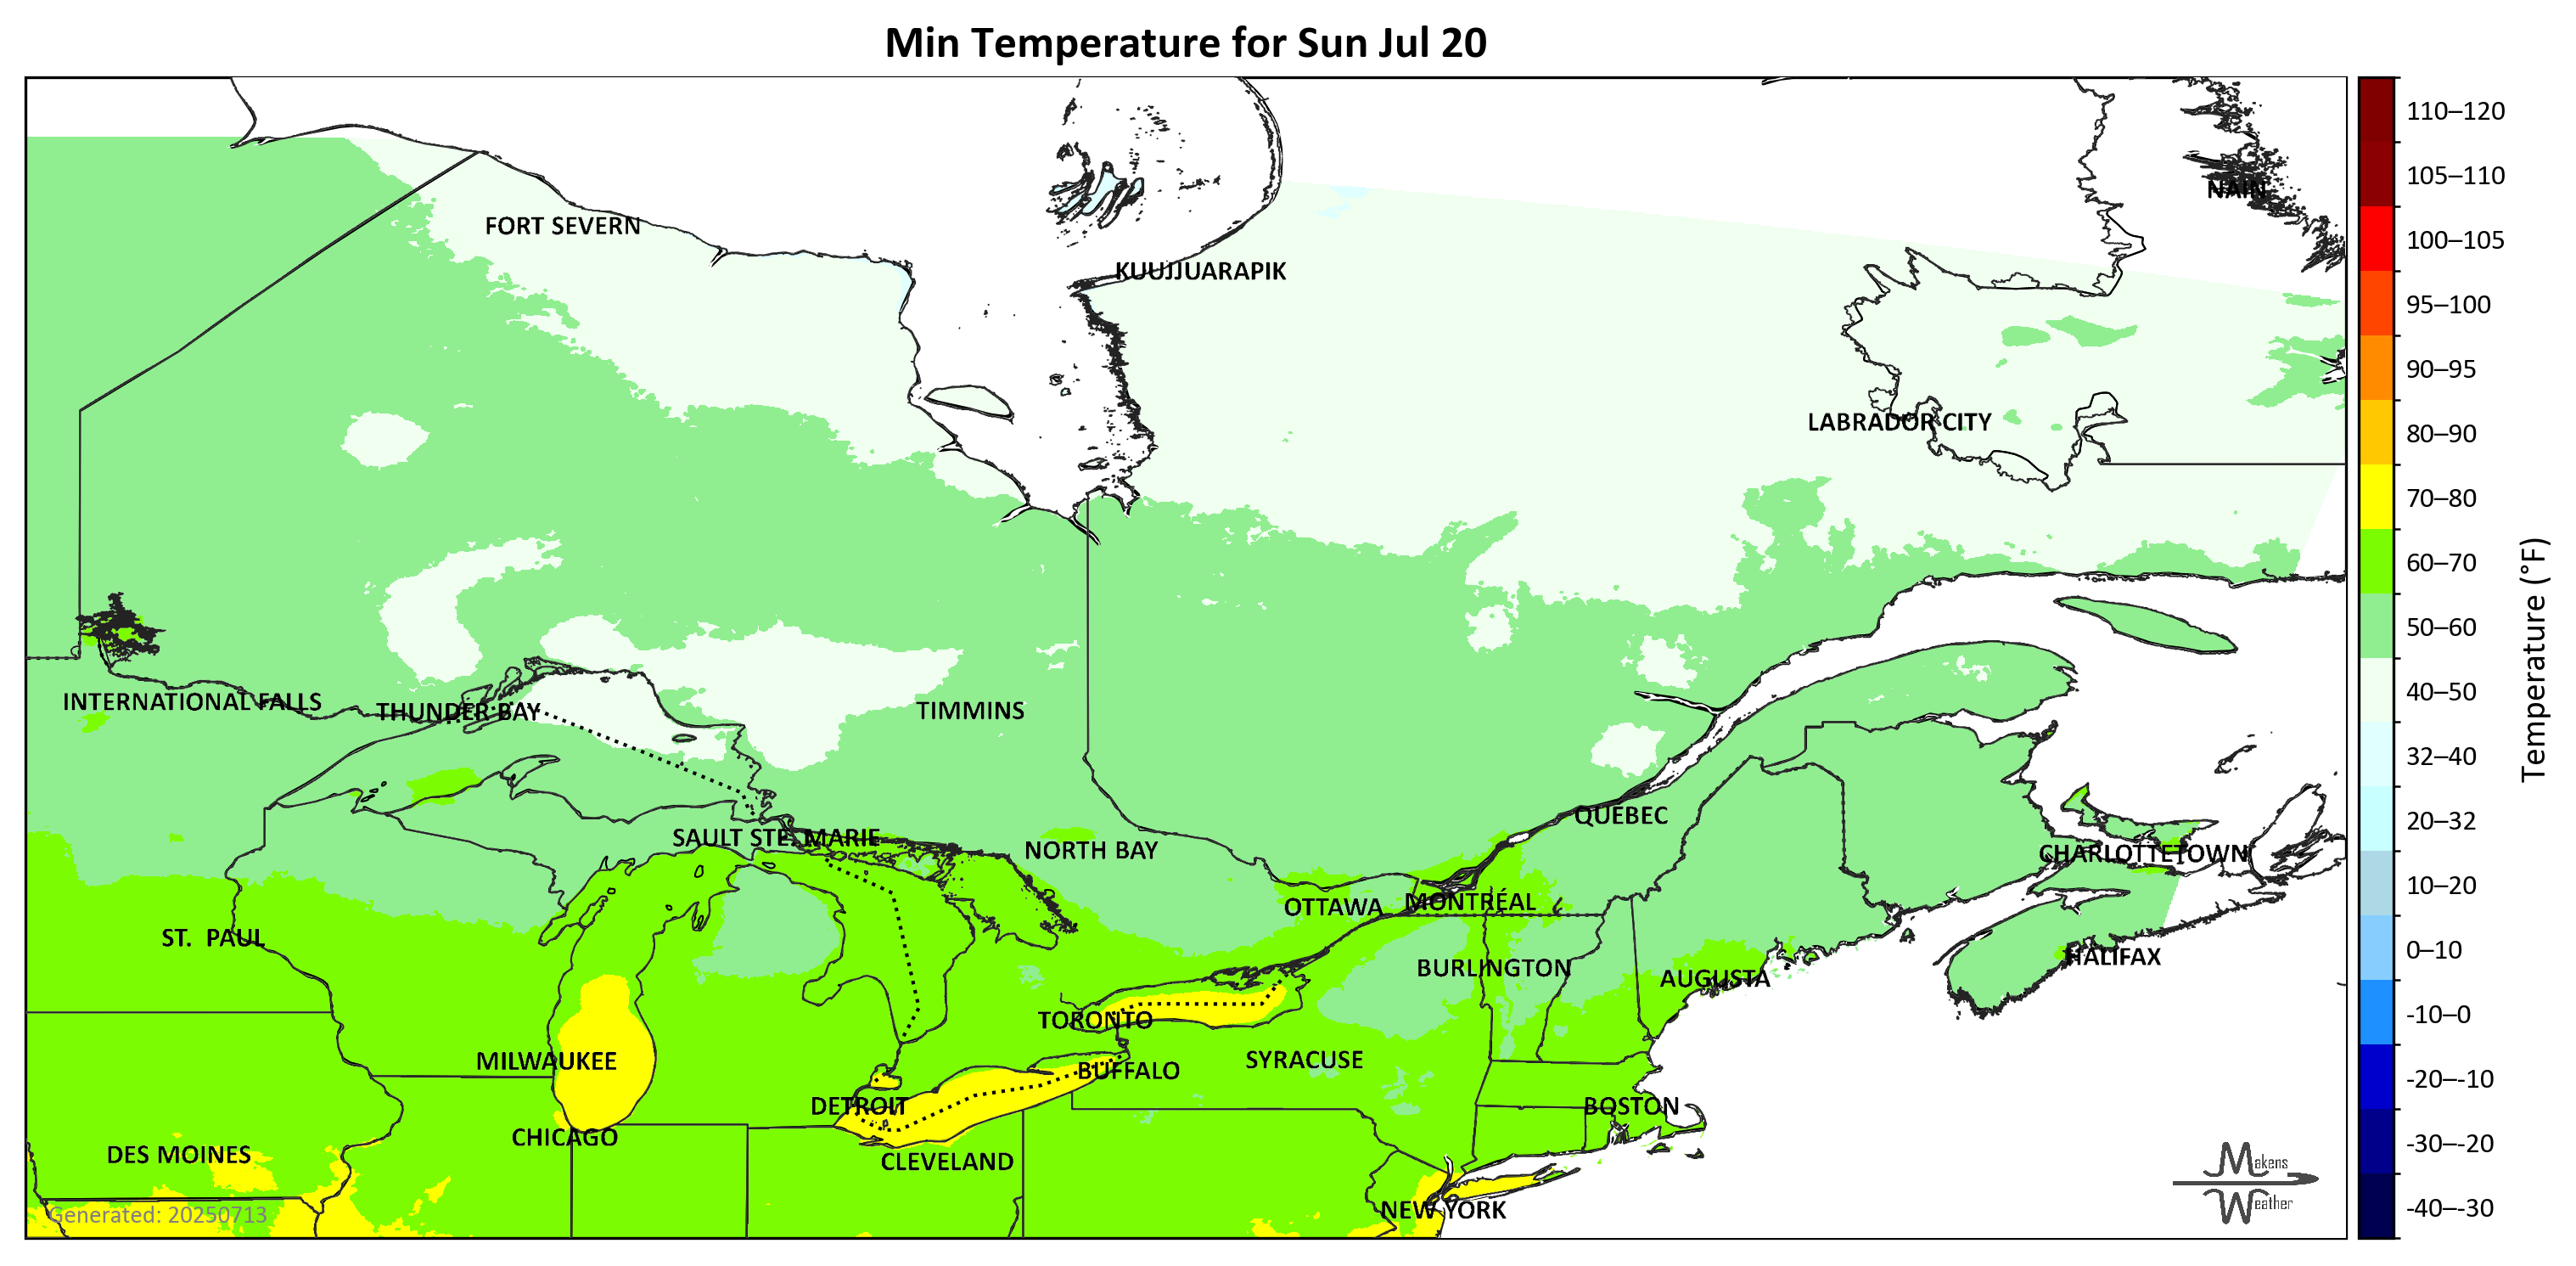 Min Temperature for Sun Jul 20
NAIN
FORT SEVERN
KUUJJUARAPIK
LABRADOR CITY
INTERNATIONAL FALLS
THUNDER BAY
TIMMINS
QUÉBEC
SAULT STE. MARIE
NORTH BAY
CHARLOTTETOWN
OTTAWA
MONTRÉAL
ST. PAUL
BURLINGTON
AUGUSTA
HALIFAX
TORONTO
MILWAUKEE
BUFFALO
SYRACUSE
DETROIT
BOSTON
CHICAGO
DES MOINES
CLEVELAND
NEW YORK
Generated: 20250713
Makens
Weather
110–120
105–110
100–105
95–100
90–95
80–90
70–80
60–70
50–60
40–50
32–40
20–32
10–20
0–10
-10–0
-20–-10
-30–-20
-40–-30
Temperature (°F)